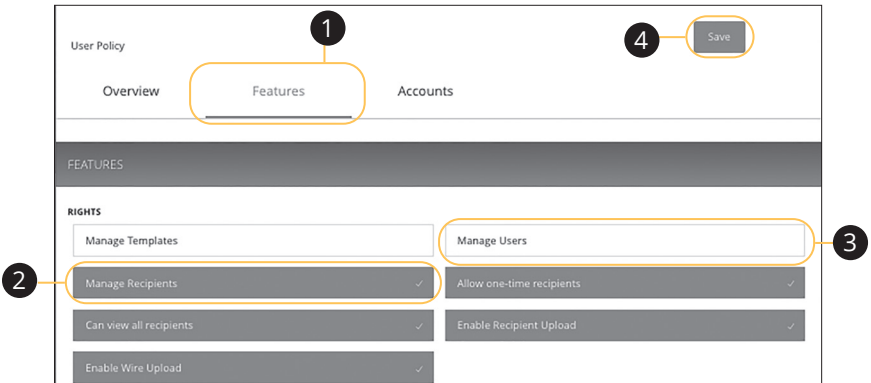 1
4
Save
User Policy
Overview Features Accounts
FEATURES
RIGHTS
Manage Templates Manage Users
3
2
Manage Recipients Allow one-time recipients
Can view all recipients Enable Recipient Upload
Enable Wire Upload